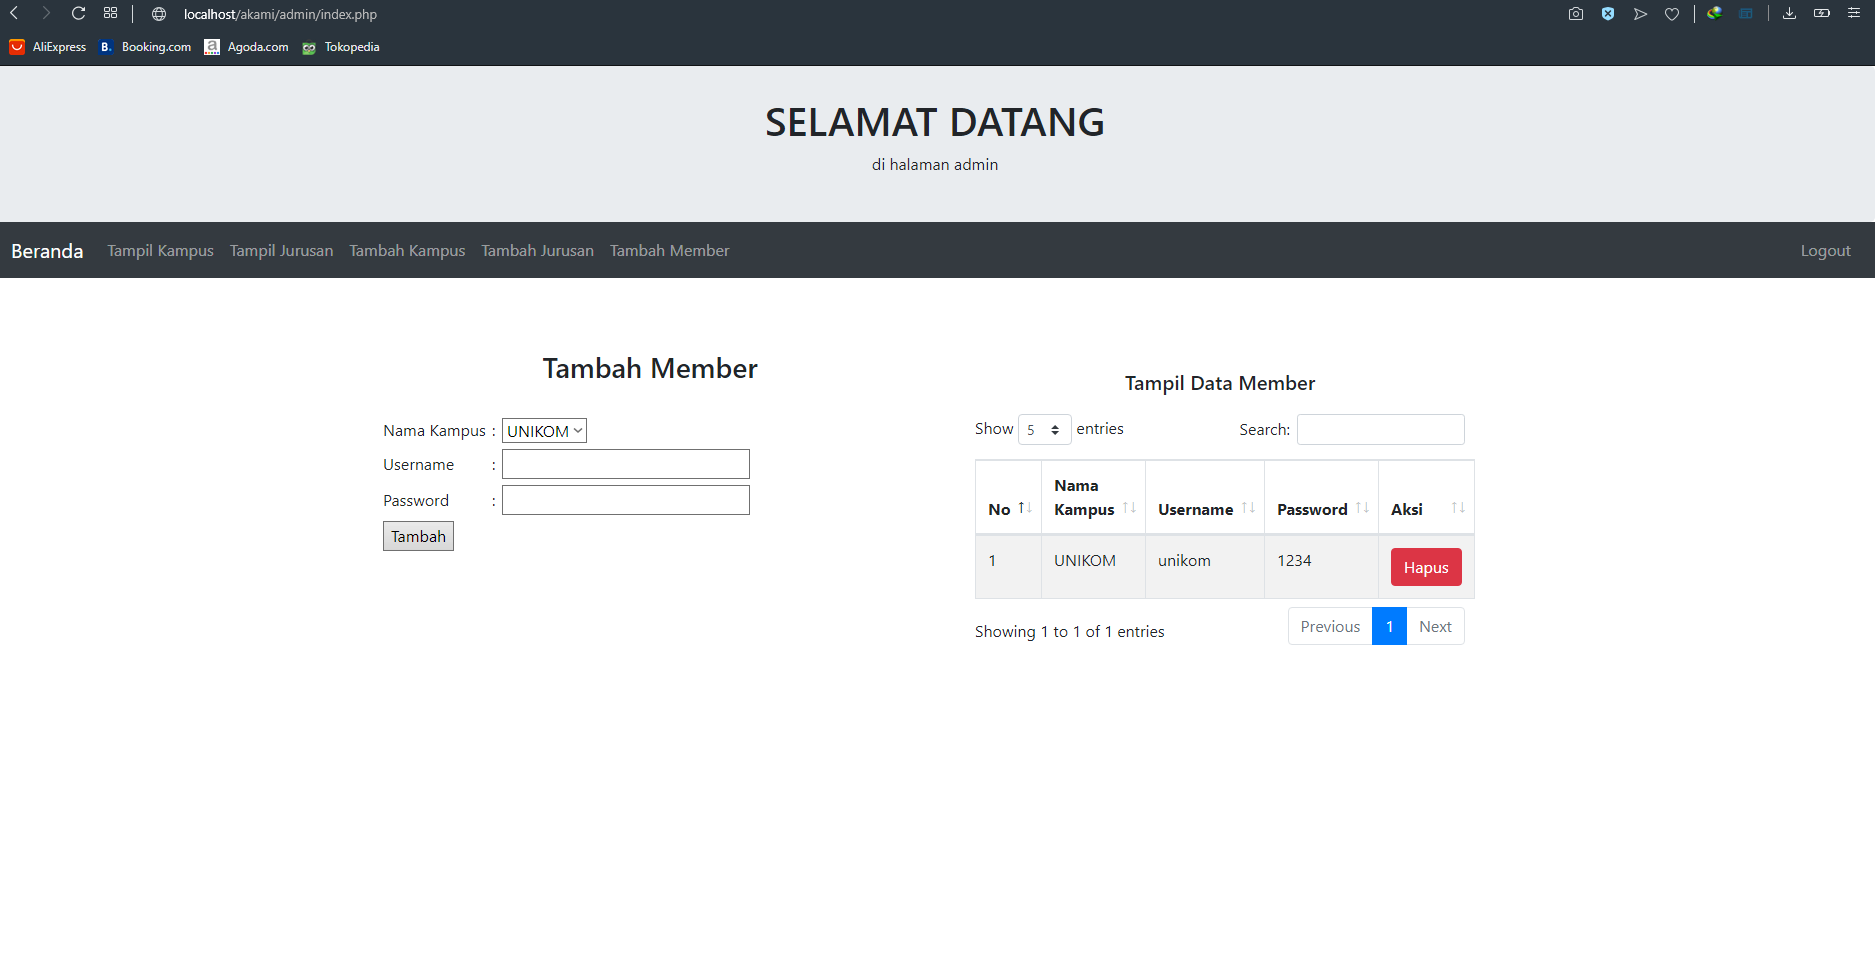 localhost/akami/admin/index.php
AliExpress Booking.com Agoda.com Tokopedia
SELAMAT DATANG
di halaman admin
Beranda Tampil Kampus Tampil Jurusan Tambah Kampus Tambah Jurusan Tambah Member Logout
Tambah Member
Nama Kampus : UNIKOM
Username :
Password :
Tambah
Tampil Data Member
Show 5 entries Search:
No Nama Kampus Username Password Aksi
1 UNIKOM unikom 1234 Hapus
Showing 1 to 1 of 1 entries Previous 1 Next